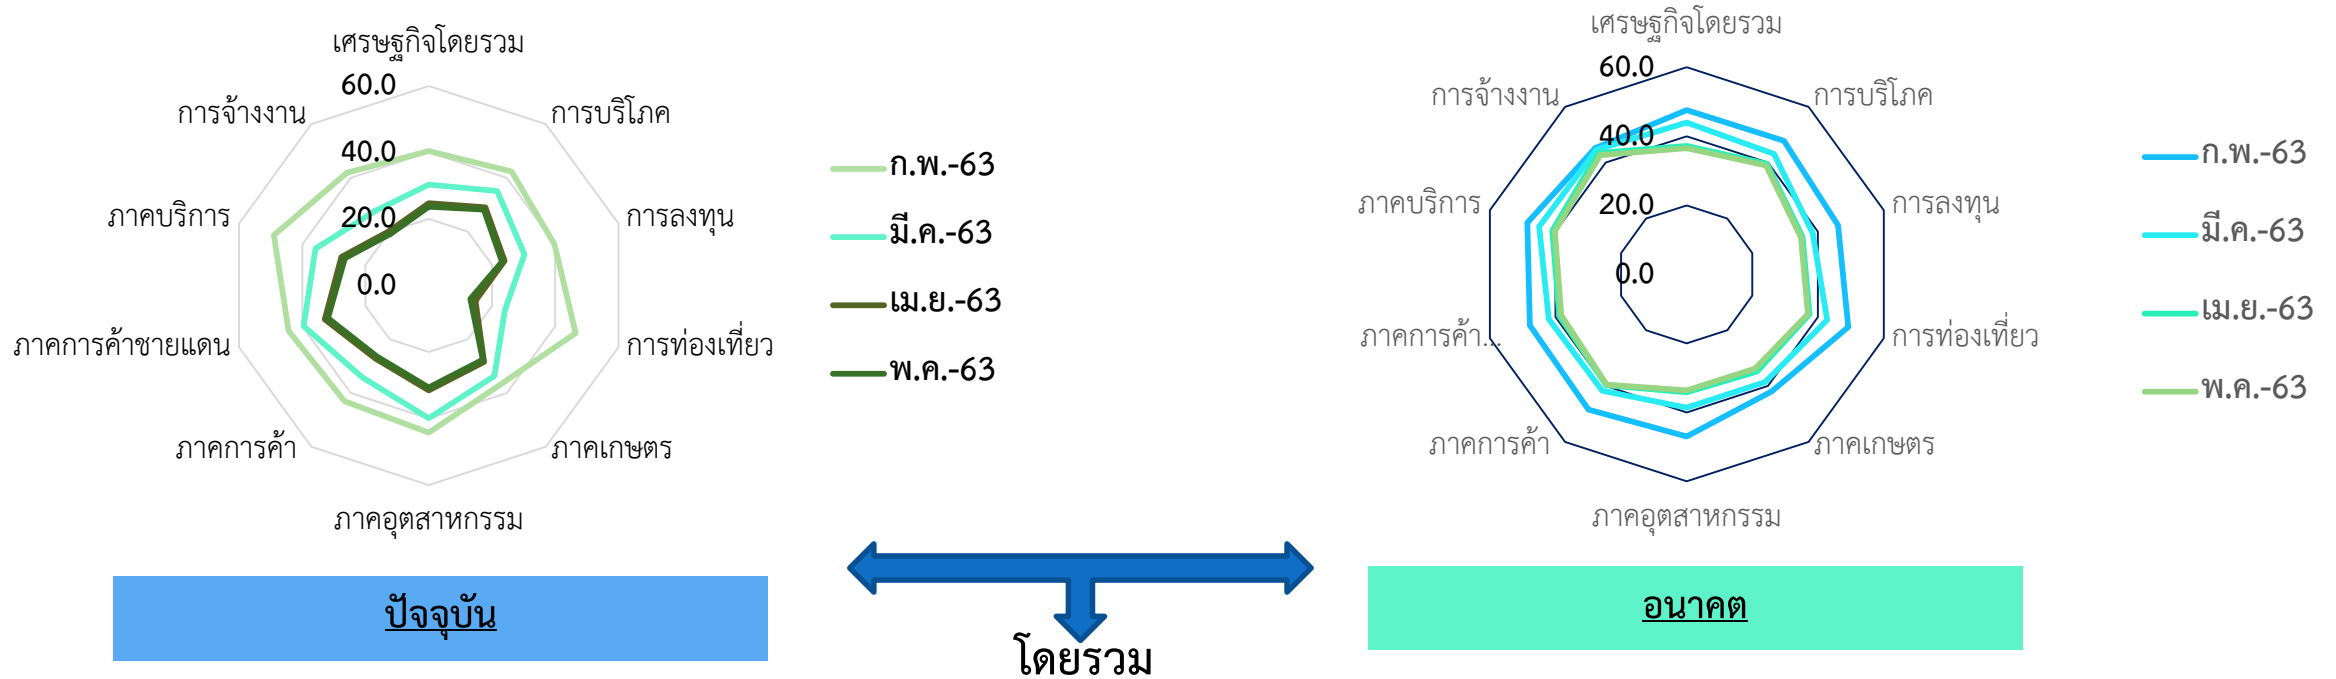 เศรษฐกิจโดยรวม
60.0
การจ้างงาน
การบริโภค
40.0
ภาคบริการ
20.0
การลงทุน
0.0
ภาคการค้าชายแดน
การท่องเที่ยว
ภาคการค้า
ภาคเกษตร
ภาคอุตสาหกรรม
ก.พ.-63
มี.ค.-63
เม.ย.-63
พ.ค.-63
ปัจจุบัน
โดยรวม
เศรษฐกิจโดยรวม
60.0
การจ้างงาน
การบริโภค
40.0
ภาคบริการ
20.0
การลงทุน
0.0
ภาคการค้า...
การท่องเที่ยว
ภาคการค้า
ภาคเกษตร
ภาคอุตสาหกรรม
ก.พ.-63
มี.ค.-63
เม.ย.-63
พ.ค.-63
อนาคต